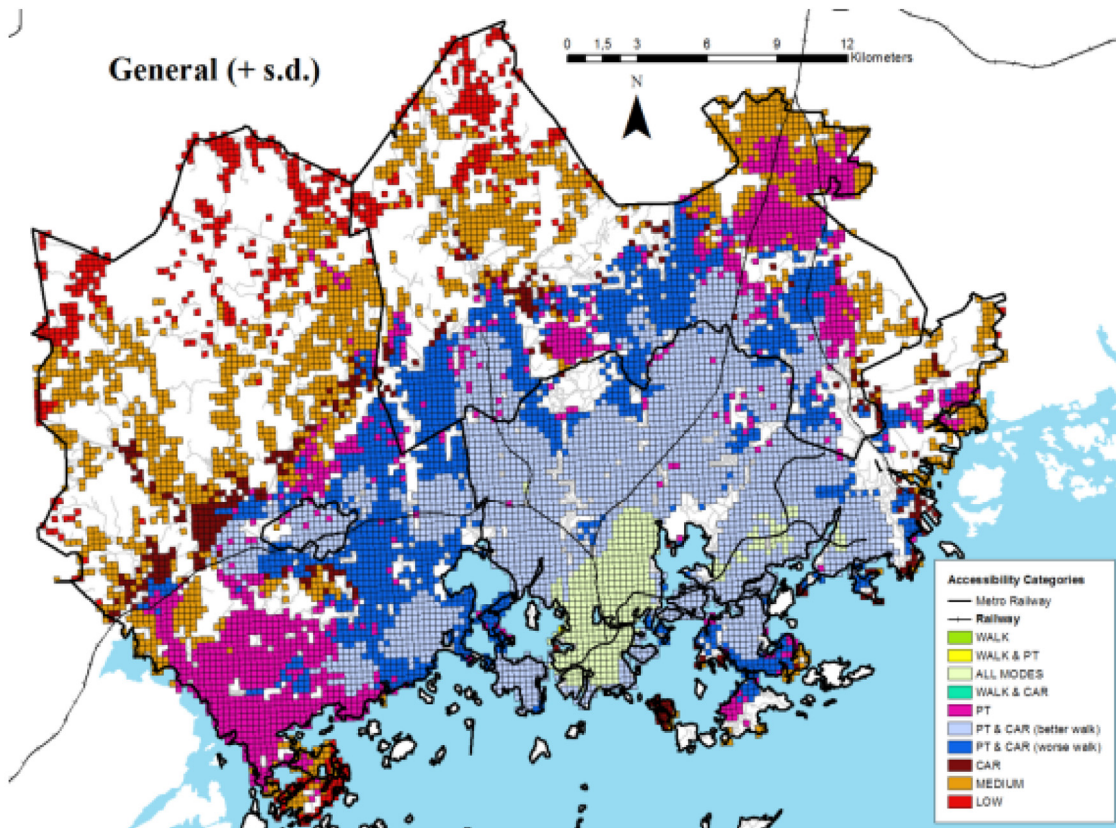 General (+ s.d.)
0 1,5 3 6 9 12
Kilometers
N
Accessibility Categories
Metro Railway
Railway
WALK
WALK & PT
ALL MODES
WALK & CAR
PT
PT & CAR (better walk)
PT & CAR (worse walk)
CAR
MEDIUM
LOW